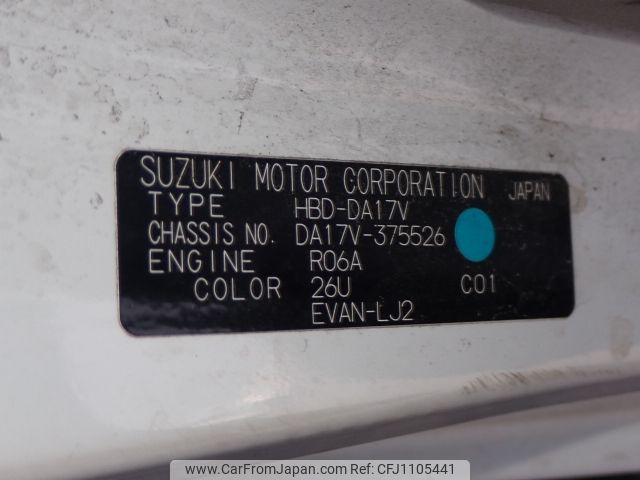 SUZUKI MOTOR CORPORATION JAPAN
TYPE HBD-DA17V
CHASSIS NO. DA17V-375526
ENGINE R06A
COLOR 26U C01
EVAN-LJ2
www.CarFromJapan.com CFJ1105441